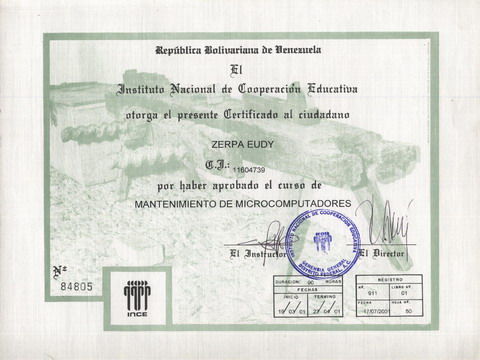 República Bolivariana de Venezuela
El
Instituto Nacional de Cooperación Educativa
otorga el presente Certificado al ciudadano
ZERPA EUDY
C.I.: 11604739
por haber aprobado el curso de
MANTENIMIENTO DE MICROCOMPUTADORES
INSTITUTO NACIONAL DE COOPERACION EDUCATIVA
INCE
GERENCIA GENERAL
El Instructor
El Director
Nº
84805
INCE
DURACION: 90 HORAS
FECHAS
INICIO TERMINO
19 03 01 27 04 01
REGISTRO
Nº. LIBRO Nº.
911 01
FECHA HOJA Nº.
17/07/2001 50